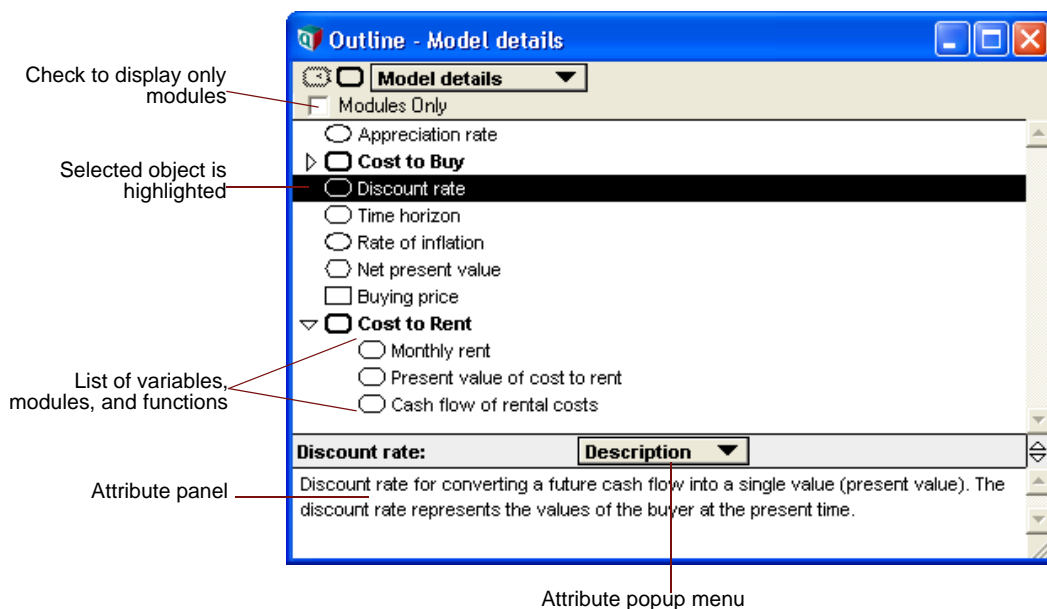 Outline - Model details
Check to display only
modules
Model details
Modules Only
Appreciation rate
Cost to Buy
Selected object is
highlighted
Discount rate
Time horizon
Rate of inflation
Net present value
Buying price
Cost to Rent
Monthly rent
List of variables,
modules, and functions
Present value of cost to rent
Cash flow of rental costs
Discount rate:
Description
Attribute panel
Discount rate for converting a future cash flow into a single value (present value). The
discount rate represents the values of the buyer at the present time.
Attribute popup menu